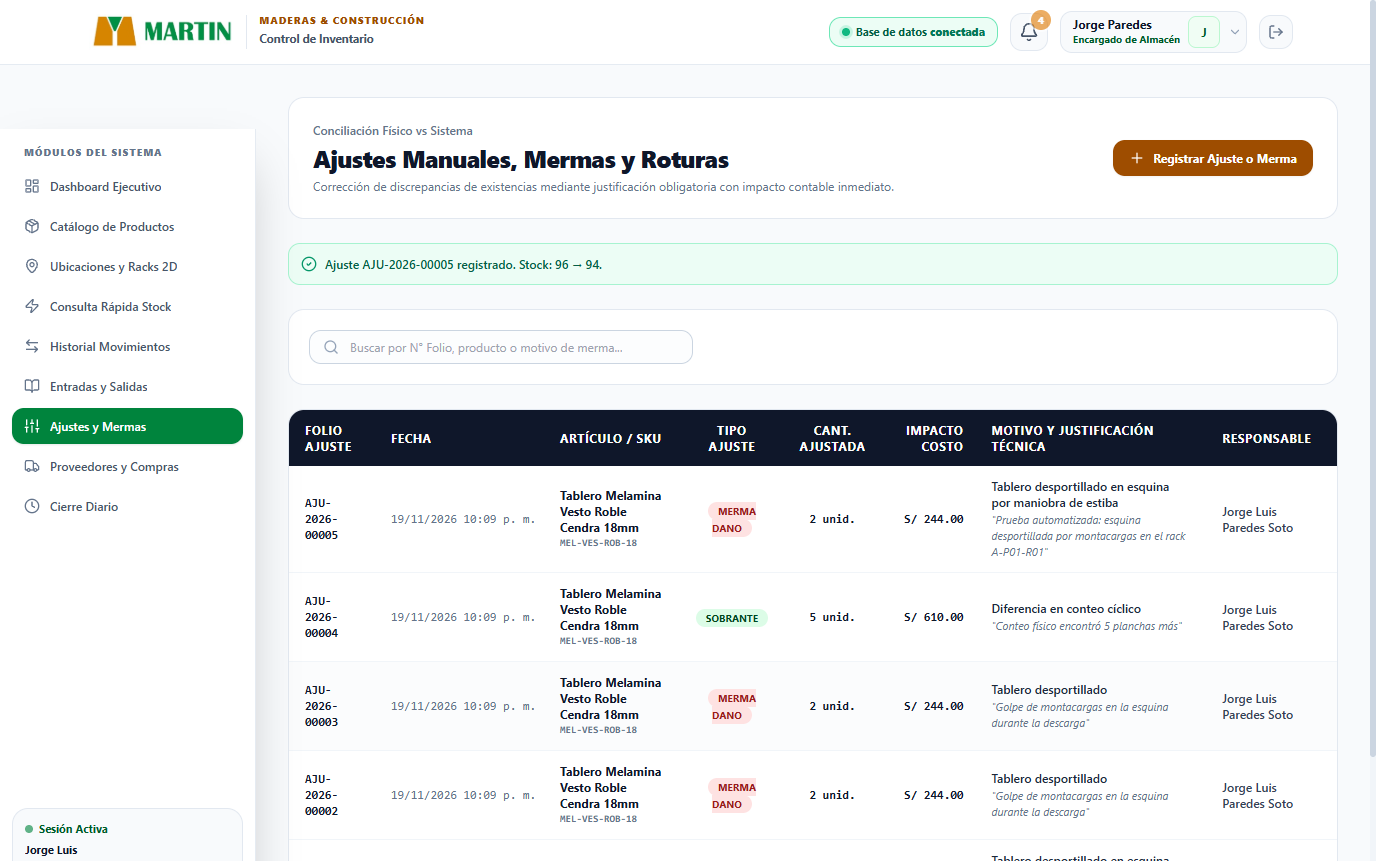 MARTIN
MADERAS & CONSTRUCCIÓN
Control de Inventario
Base de datos conectada
4
Jorge Paredes
Encargado de Almacén
J
MÓDULOS DEL SISTEMA
Dashboard Ejecutivo
Catálogo de Productos
Ubicaciones y Racks 2D
Consulta Rápida Stock
Historial Movimientos
Entradas y Salidas
Ajustes y Mermas
Proveedores y Compras
Cierre Diario
Sesión Activa
Jorge Luis
Conciliación Físico vs Sistema
Ajustes Manuales, Mermas y Roturas
Corrección de discrepancias de existencias mediante justificación obligatoria con impacto contable inmediato.
Registrar Ajuste o Merma
Ajuste AJU-2026-00005 registrado. Stock: 96 → 94.
Buscar por N° Folio, producto o motivo de merma...
FOLIO
AJUSTE
FECHA
ARTÍCULO / SKU
TIPO
AJUSTE
CANT.
AJUSTADA
IMPACTO
COSTO
MOTIVO Y JUSTIFICACIÓN
TÉCNICA
RESPONSABLE
AJU-
2026-
00005
19/11/2026 10:09 p. m.
Tablero Melamina
Vesto Roble
Cendra 18mm
MEL-VES-ROB-18
MERMA
DANO
2 unid.
S/ 244.00
Tablero desportillado en esquina
por maniobra de estiba
"Prueba automatizada: esquina
desportillada por montacargas en el rack
A-P01-R01"
Jorge Luis
Paredes Soto
AJU-
2026-
00004
19/11/2026 10:09 p. m.
Tablero Melamina
Vesto Roble
Cendra 18mm
MEL-VES-ROB-18
SOBRANTE
5 unid.
S/ 610.00
Diferencia en conteo cíclico
"Conteo físico encontró 5 planchas más"
Jorge Luis
Paredes Soto
AJU-
2026-
00003
19/11/2026 10:09 p. m.
Tablero Melamina
Vesto Roble
Cendra 18mm
MEL-VES-ROB-18
MERMA
DANO
2 unid.
S/ 244.00
Tablero desportillado
"Golpe de montacargas en la esquina
durante la descarga"
Jorge Luis
Paredes Soto
AJU-
2026-
00002
19/11/2026 10:09 p. m.
Tablero Melamina
Vesto Roble
Cendra 18mm
MEL-VES-ROB-18
MERMA
DANO
2 unid.
S/ 244.00
Tablero desportillado
"Golpe de montacargas en la esquina
durante la descarga"
Jorge Luis
Paredes Soto
Tablero desportillado en esquina